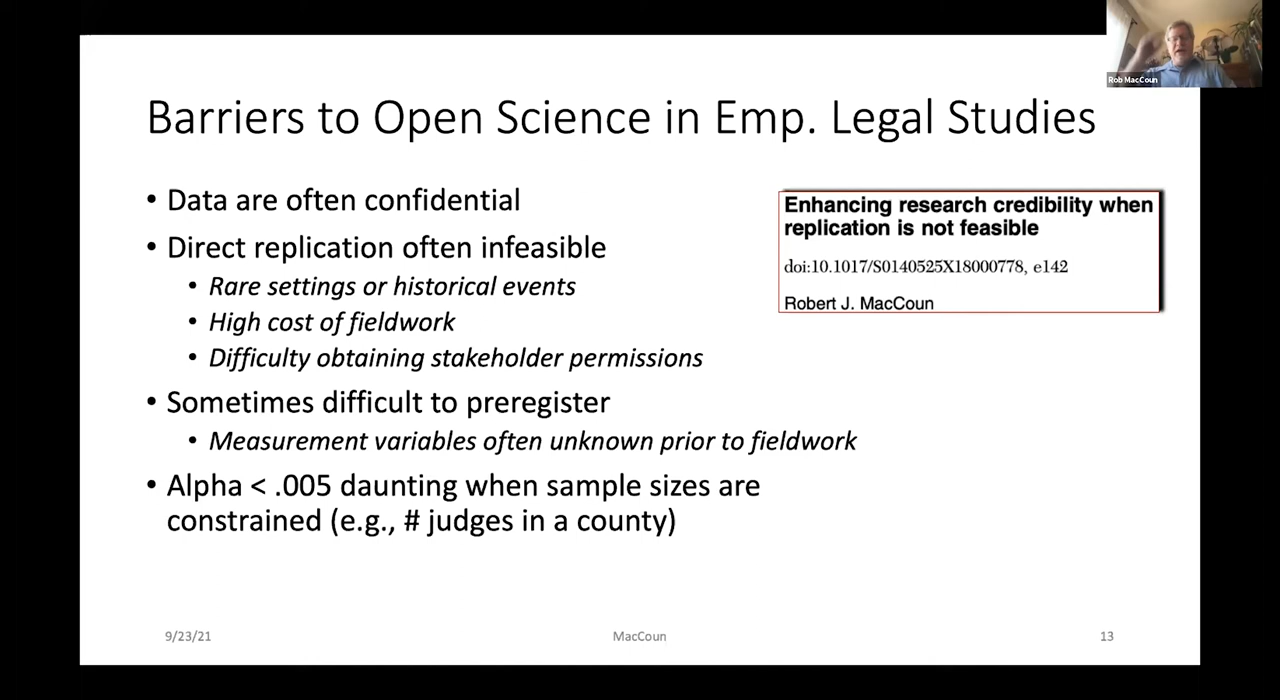 Rob MacCoun
Barriers to Open Science in Emp. Legal Studies
• Data are often confidential
• Direct replication often infeasible
• Rare settings or historical events
• High cost of fieldwork
• Difficulty obtaining stakeholder permissions
• Sometimes difficult to preregister
• Measurement variables often unknown prior to fieldwork
• Alpha < .005 daunting when sample sizes are
constrained (e.g., # judges in a county)
Enhancing research credibility when
replication is not feasible
doi:10.1017/S0140525X18000778, e142
Robert J. MacCoun
9/23/21
MacCoun
13